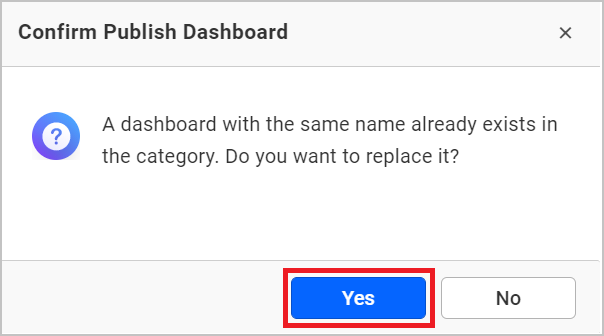 Confirm Publish Dashboard
A dashboard with the same name already exists in
the category. Do you want to replace it?
Yes
No